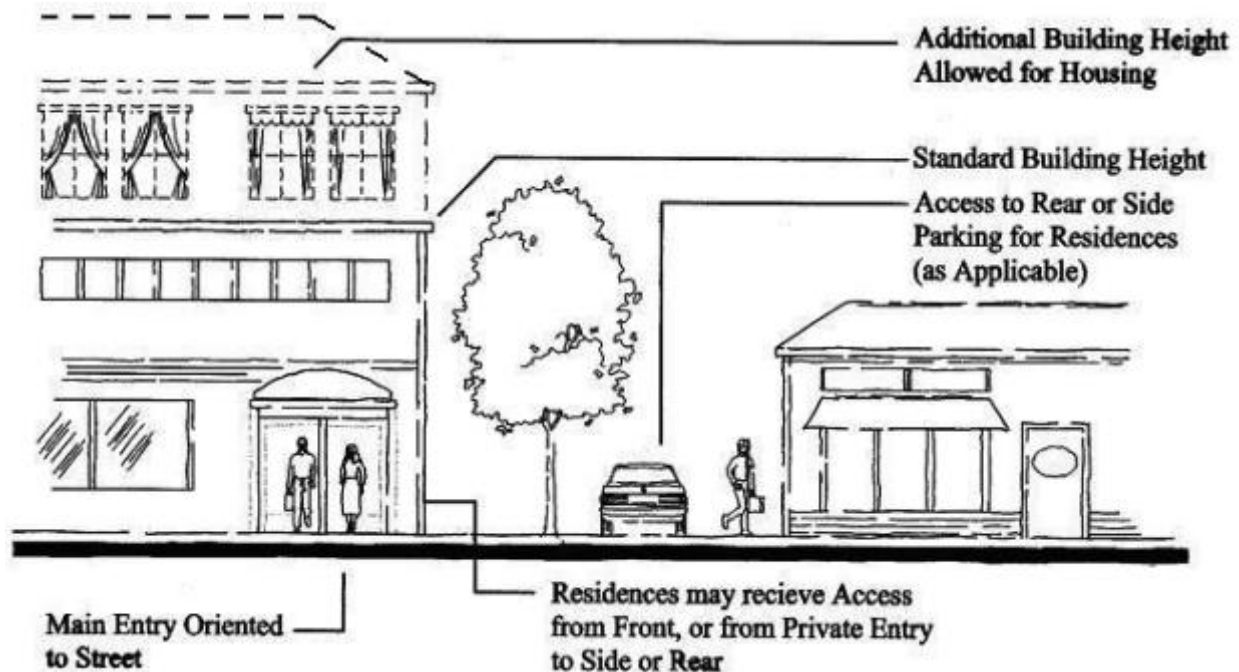 Additional Building Height
Allowed for Housing
Standard Building Height
Access to Rear or Side
Parking for Residences
(as Applicable)
Main Entry Oriented
to Street
Residences may recieve Access
from Front, or from Private Entry
to Side or Rear